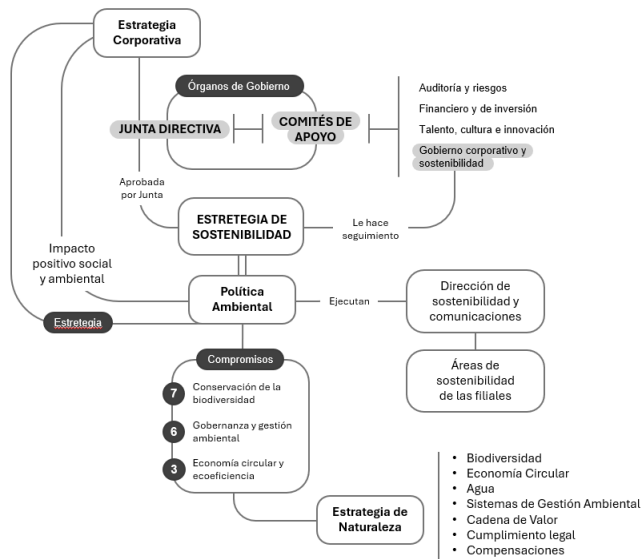 Estrategia
Corporativa
Órganos de Gobierno
JUNTA DIRECTIVA
COMITÉS DE
APOYO
Auditoría y riesgos
Financiero y de inversión
Talento, cultura e innovación
Gobierno corporativo y
sostenibilidad
Aprobada
por Junta
ESTRETEGIA DE
SOSTENIBILIDAD
Le hace
seguimiento
Impacto
positivo social
y ambiental
Política
Ambiental
Ejecutan
Dirección de
sostenibilidad y
comunicaciones
Estretegia
Áreas de
sostenibilidad
de las filiales
Compromisos
7 Conservación de la
biodiversidad
6 Gobernanza y gestión
ambiental
3 Economía circular y
ecoeficiencia
Estrategia de
Naturaleza
• Biodiversidad
• Economía Circular
• Agua
• Sistemas de Gestión Ambiental
• Cadena de Valor
• Cumplimiento legal
• Compensaciones